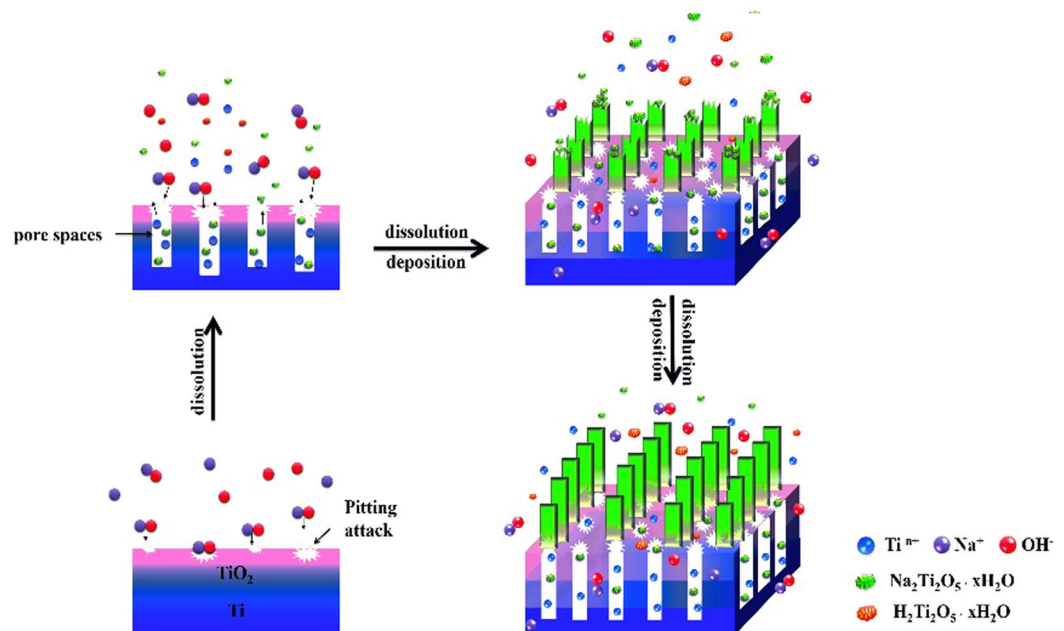 pore spaces
dissolution
deposition
dissolution
deposition
dissolution
Pitting
attack
TiO₂
Ti
Ti ⁿ⁺
Na⁺
OH⁻
Na₂Ti₂O₅ · xH₂O
H₂Ti₂O₅ · xH₂O